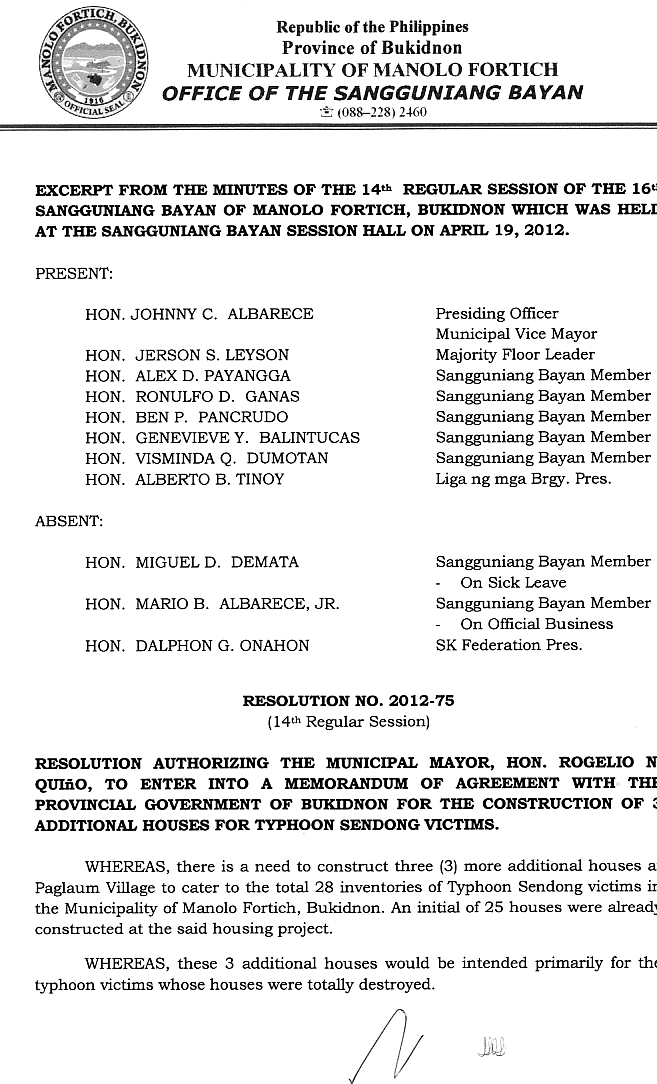 MANOLO FORTICH, BUKIDNON
1916
OFFICIAL SEAL
Republic of the Philippines
Province of Bukidnon
MUNICIPALITY OF MANOLO FORTICH
OFFICE OF THE SANGGUNIANG BAYAN
☏ (088–228) 2460
EXCERPT FROM THE MINUTES OF THE 14th REGULAR SESSION OF THE 16t
SANGGUNIANG BAYAN OF MANOLO FORTICH, BUKIDNON WHICH WAS HELD
AT THE SANGGUNIANG BAYAN SESSION HALL ON APRIL 19, 2012.
PRESENT:
HON. JOHNNY C. ALBARECE Presiding Officer
Municipal Vice Mayor
HON. JERSON S. LEYSON Majority Floor Leader
HON. ALEX D. PAYANGGA Sangguniang Bayan Member
HON. RONULFO D. GANAS Sangguniang Bayan Member
HON. BEN P. PANCRUDO Sangguniang Bayan Member
HON. GENEVIEVE Y. BALINTUCAS Sangguniang Bayan Member
HON. VISMINDA Q. DUMOTAN Sangguniang Bayan Member
HON. ALBERTO B. TINOY Liga ng mga Brgy. Pres.
ABSENT:
HON. MIGUEL D. DEMATA Sangguniang Bayan Member
- On Sick Leave
HON. MARIO B. ALBARECE, JR. Sangguniang Bayan Member
- On Official Business
HON. DALPHON G. ONAHON SK Federation Pres.
RESOLUTION NO. 2012-75
(14th Regular Session)
RESOLUTION AUTHORIZING THE MUNICIPAL MAYOR, HON. ROGELIO N
QUIñO, TO ENTER INTO A MEMORANDUM OF AGREEMENT WITH THE
PROVINCIAL GOVERNMENT OF BUKIDNON FOR THE CONSTRUCTION OF 3
ADDITIONAL HOUSES FOR TYPHOON SENDONG VICTIMS.
WHEREAS, there is a need to construct three (3) more additional houses a
Paglaum Village to cater to the total 28 inventories of Typhoon Sendong victims in
the Municipality of Manolo Fortich, Bukidnon. An initial of 25 houses were already
constructed at the said housing project.
WHEREAS, these 3 additional houses would be intended primarily for the
typhoon victims whose houses were totally destroyed.